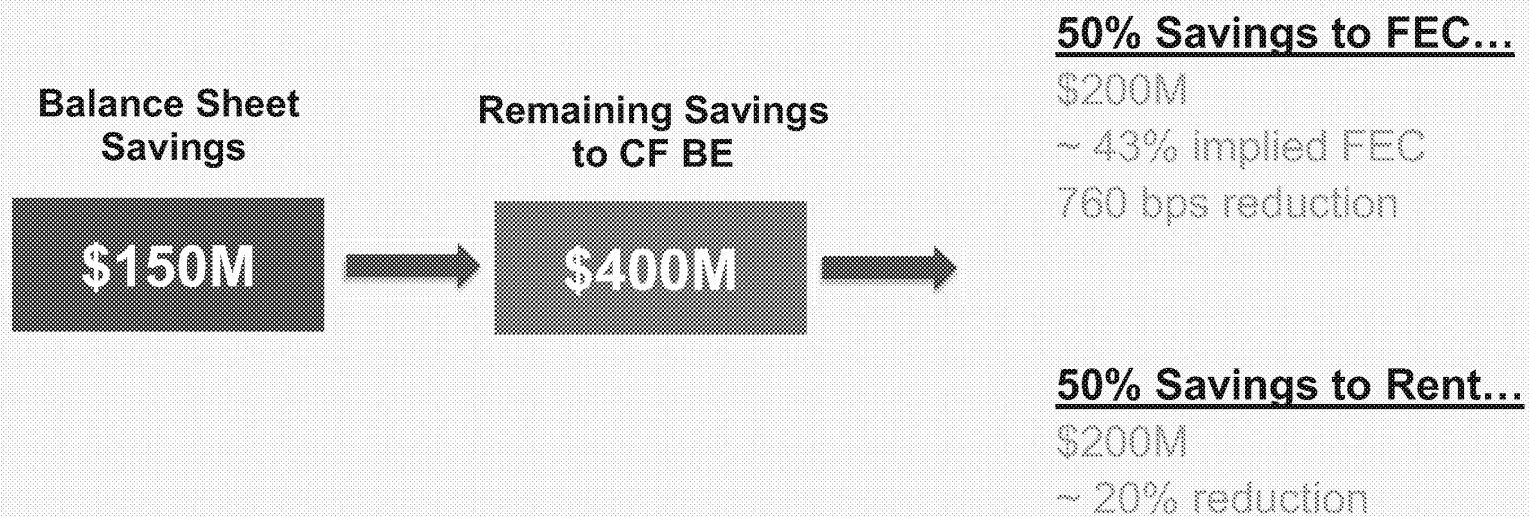 Balance Sheet
Savings
$150M
Remaining Savings
to CF BE
$400M
50% Savings to FEC...
$200M
~ 43% implied FEC
760 bps reduction
50% Savings to Rent...
$200M
~ 20% reduction